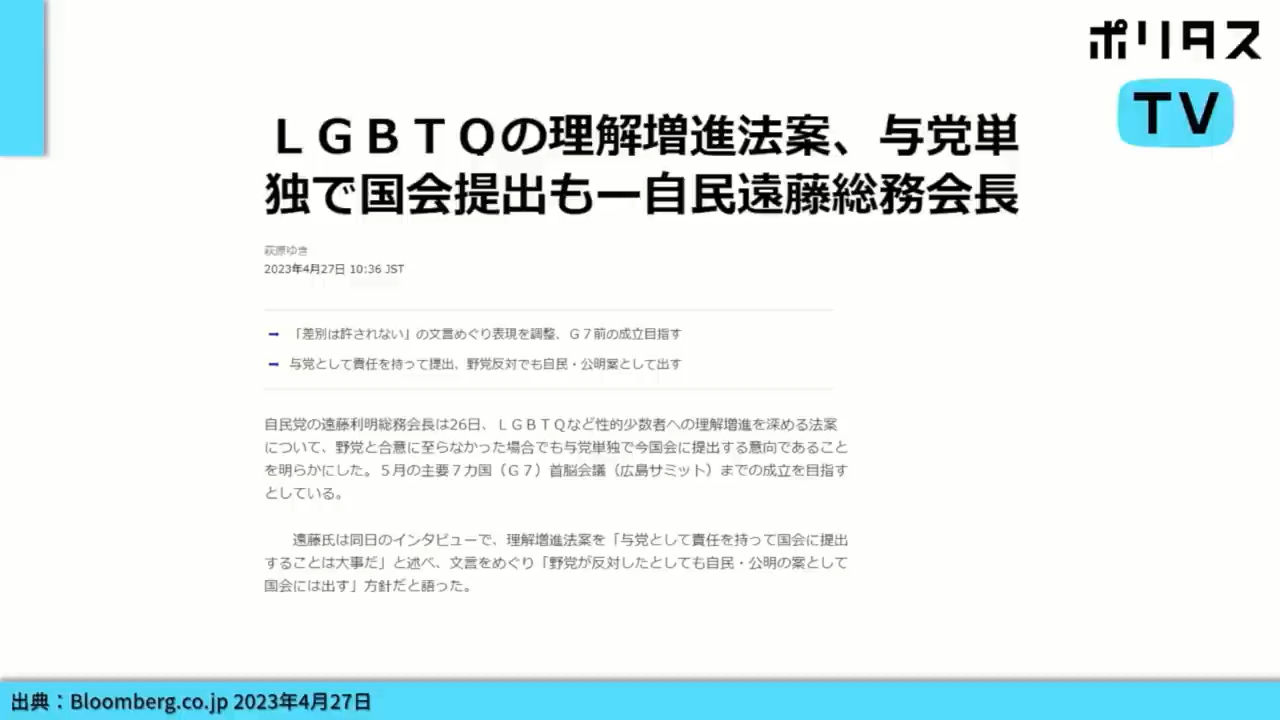 ポリタス
TV
ＬＧＢＴＱの理解増進法案、与党単
独で国会提出も―自民遠藤総務会長
萩原ゆき
2023年4月27日 10:36 JST
➡ 「差別は許されない」の文言めぐり表現を調整、Ｇ７前の成立目指す
➡ 与党として責任を持って提出、野党反対でも自民・公明案として出す
自民党の遠藤利明総務会長は26日、ＬＧＢＴＱなど性的少数者への理解増進を深める法案
について、野党と合意に至らなかった場合でも与党単独で今国会に提出する意向であること
を明らかにした。５月の主要７カ国（Ｇ７）首脳会議（広島サミット）までの成立を目指す
としている。
遠藤氏は同日のインタビューで、理解増進法案を「与党として責任を持って国会に提出
することは大事だ」と述べ、文言をめぐり「野党が反対したとしても自民・公明の案として
国会には出す」方針だと語った。
出典：Bloomberg.co.jp 2023年4月27日